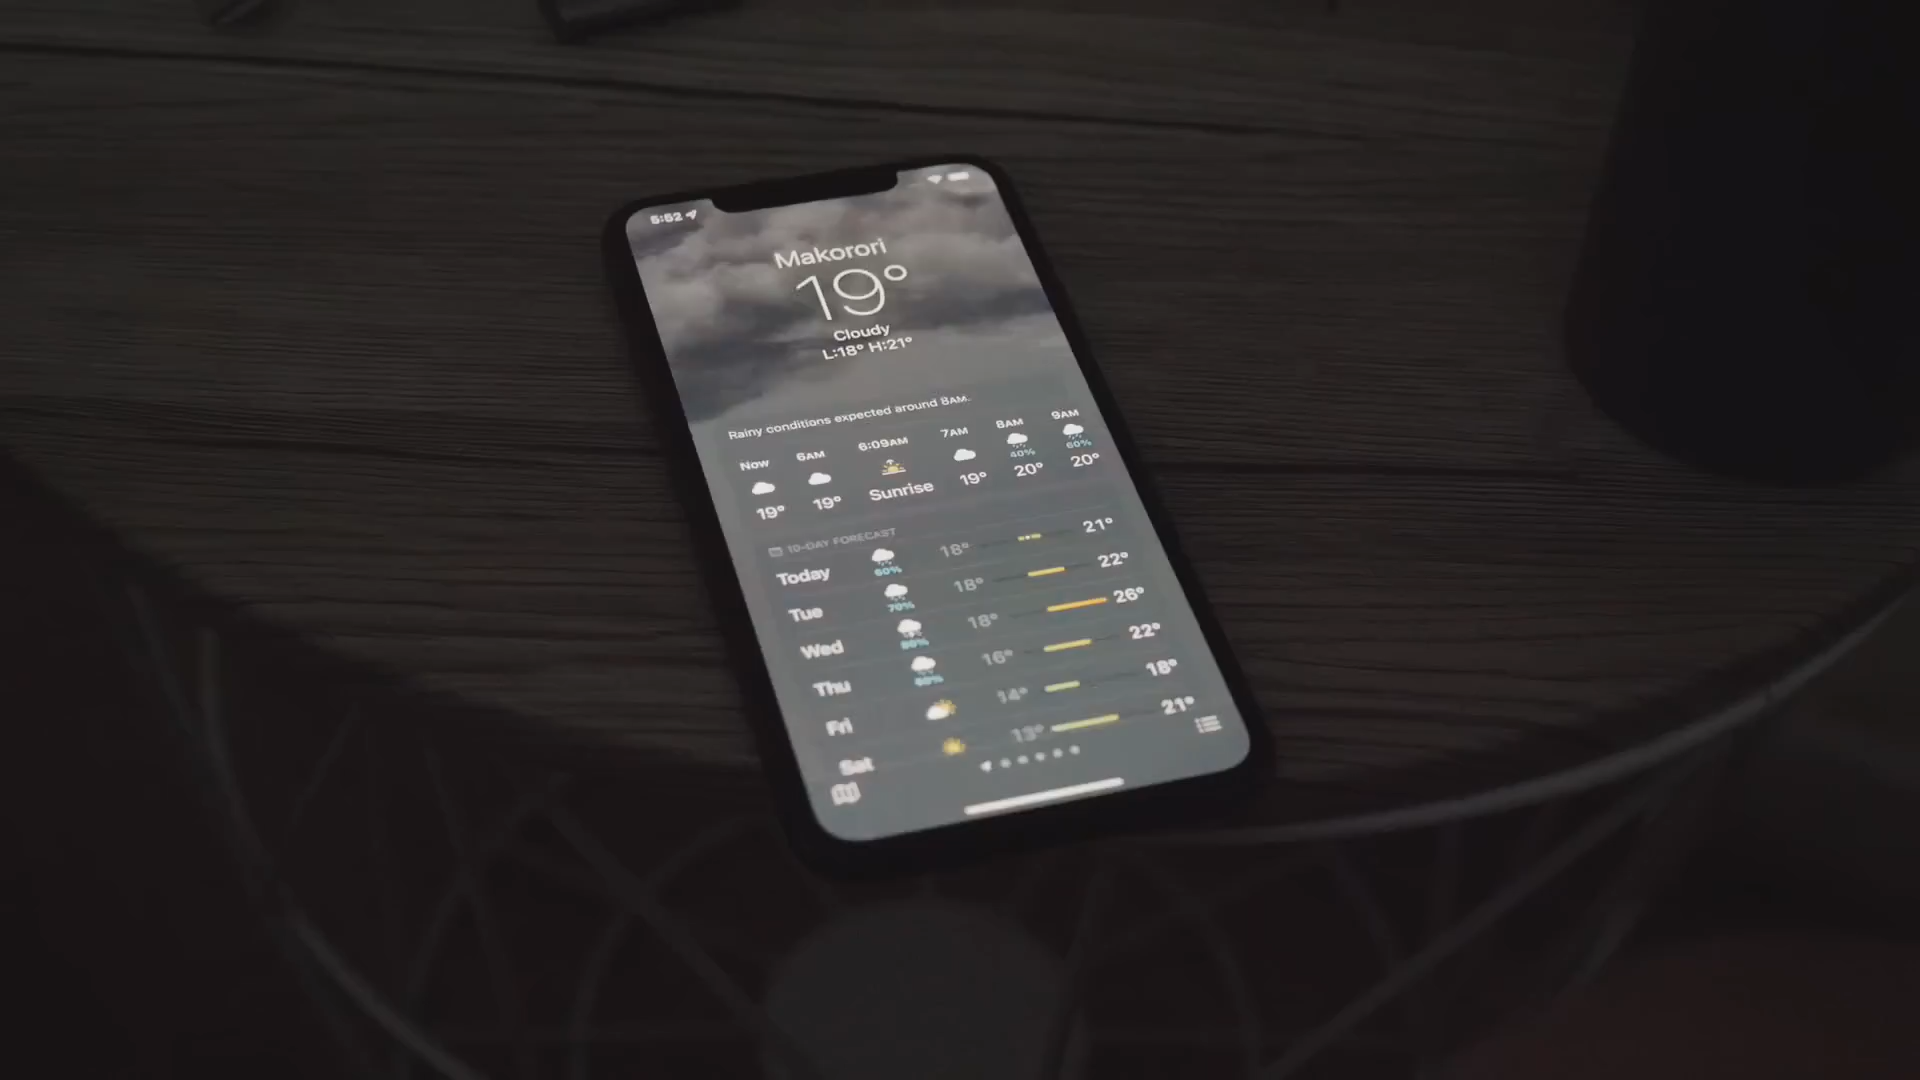 5:52
Makorori
19°
Cloudy
L:18° H:21°
Rainy conditions expected around 8AM.
Now 6AM 6:09AM 7AM 8AM 9AM
40% 60%
19° 19° Sunrise 19° 20° 20°
10-DAY FORECAST
Today 60% 18° 21°
Tue 70% 18° 22°
Wed 18° 26°
Thu 16° 22°
Fri 14° 18°
Sat 13° 21°